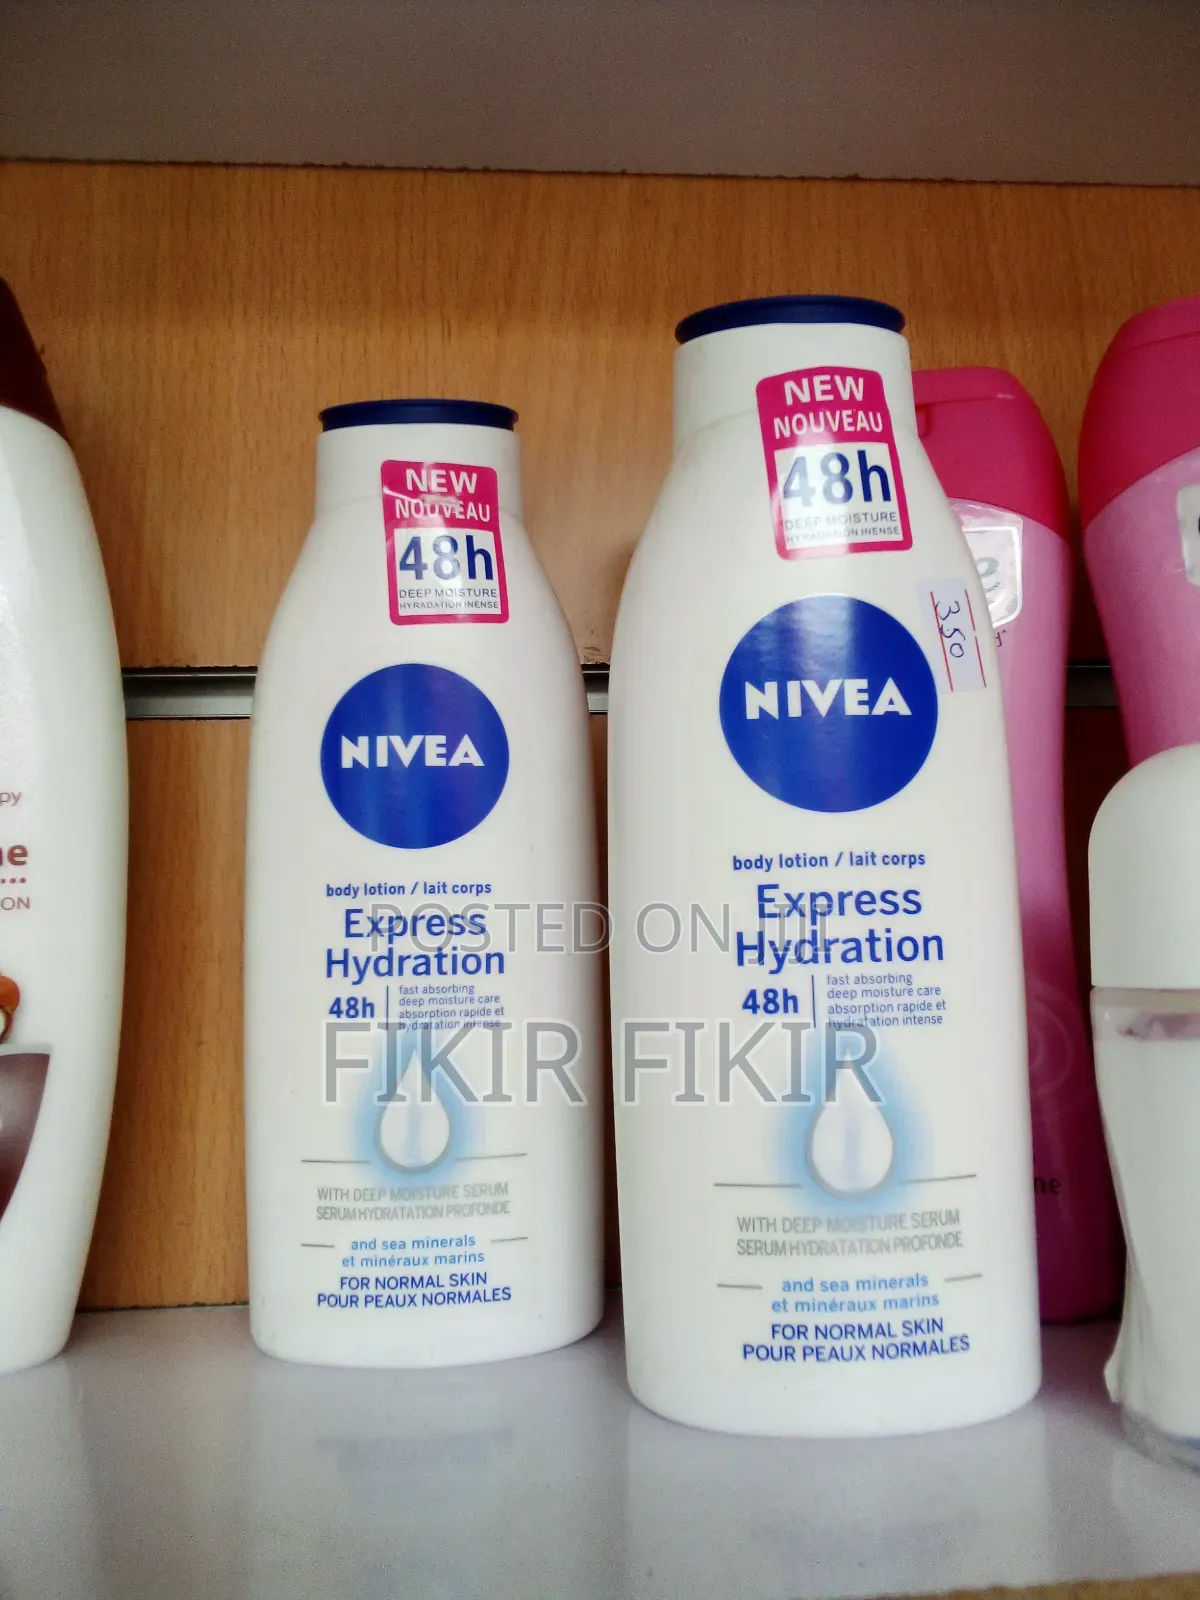 NEW
NOUVEAU
48h
DEEP MOISTURE
HYRADATION INENSE
NIVEA
body lotion / lait corps
Express
Hydration
48h
fast absorbing
deep moisture care
absorption rapide et
hydratation intense
WITH DEEP MOISTURE SERUM
SERUM HYDRATATION PROFONDE
and sea minerals
et minéraux marins
FOR NORMAL SKIN
POUR PEAUX NORMALES
NEW
NOUVEAU
48h
DEEP MOISTURE
HYRADATION INENSE
350
NIVEA
body lotion / lait corps
Express
Hydration
48h
fast absorbing
deep moisture care
absorption rapide et
hydratation intense
WITH DEEP MOISTURE SERUM
SERUM HYDRATATION PROFONDE
and sea minerals
et minéraux marins
FOR NORMAL SKIN
POUR PEAUX NORMALES
POSTED ON JIJI
FIKIR FIKIR